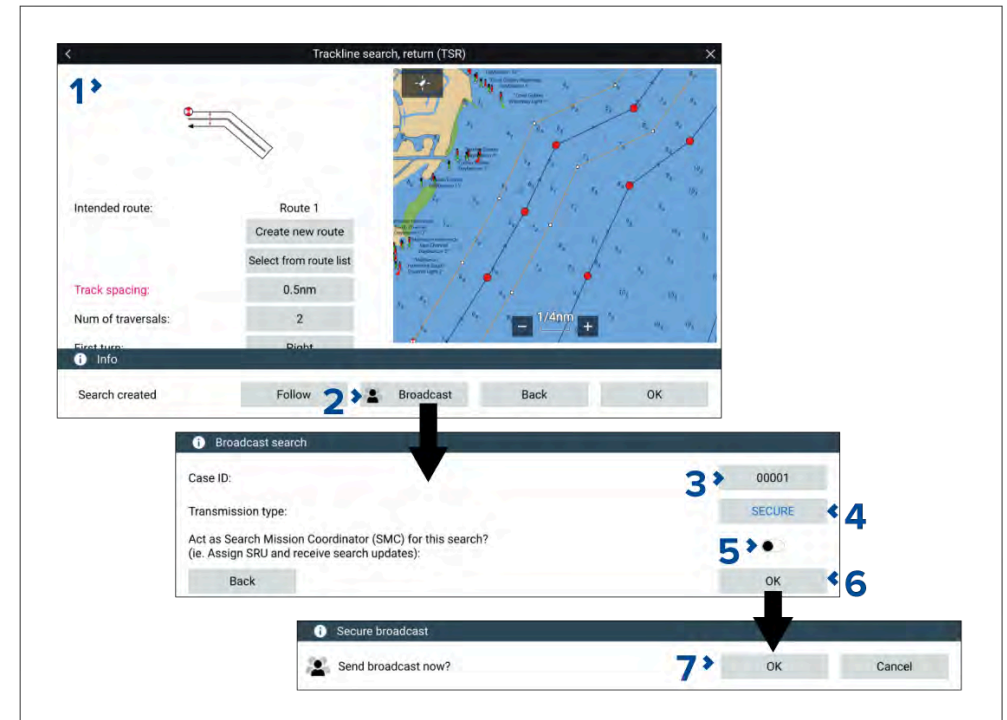 Trackline search, return (TSR)
1
Intended route:
Route 1
Create new route
Select from route list
Track spacing:
0.5nm
Num of traversals:
2
First turn:
Right
1/4nm
Info
Search created
Follow
2
Broadcast
Back
OK
Broadcast search
Case ID:
3
00001
Transmission type:
SECURE
4
Act as Search Mission Coordinator (SMC) for this search?
(ie. Assign SRU and receive search updates):
5
Back
OK
6
Secure broadcast
Send broadcast now?
7
OK
Cancel